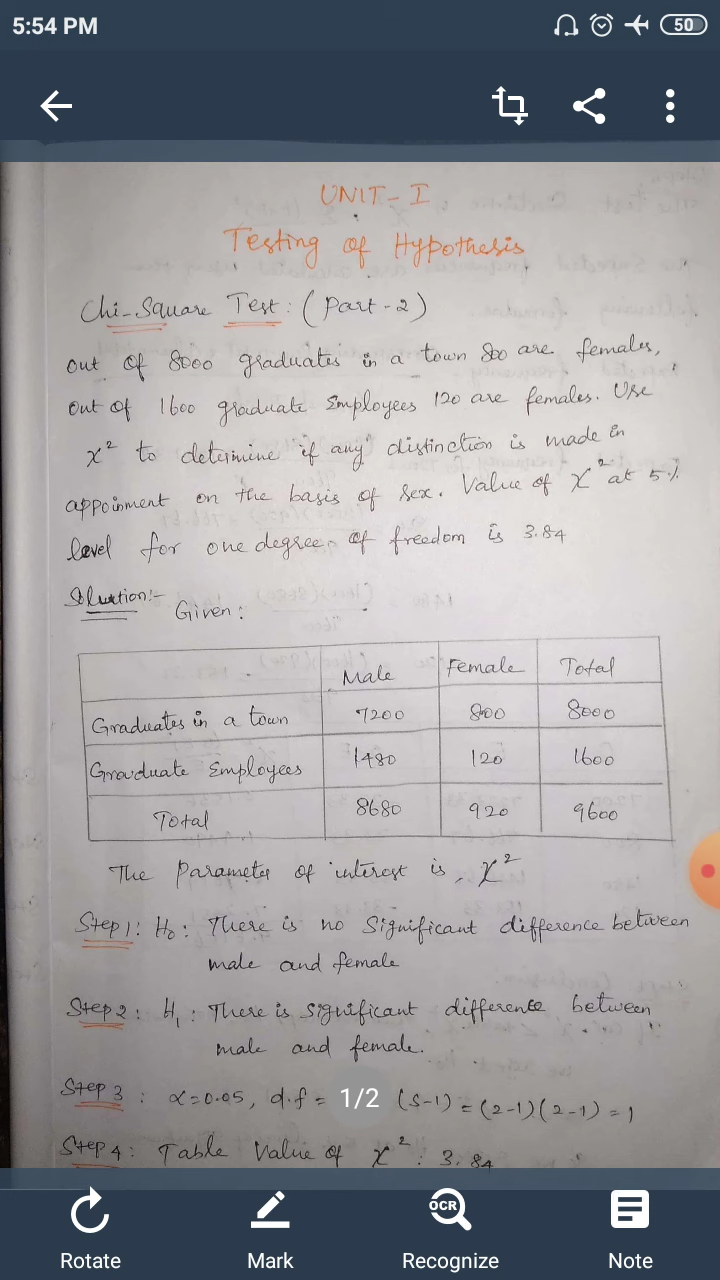 5:54 PM
50
UNIT-I
Testing of Hypothesis
Chi-Square Test: (Part-2)
out of 8000 graduates in a town 800 are females,
out of 1600 graduate Employees 120 are females. Use
χ² to determine if any distinction is made in
appoinment on the basis of sex. Value of χ² at 5%
level for one degree of freedom is 3.84
Solution:-
Given:
Male Female Total
Graduates in a town 7200 800 8000
Graduate Employees 1480 120 1600
Total 8680 920 9600
The Parameter of interest is, χ²
Step 1: H₀: There is no Significant difference between
male and female
Step 2: H₁: There is significant difference between
male and female.
Step 3: α=0.05, d.f = (s-1) = (2-1)(2-1) = 1
1/2
Step 4: Table Value of χ²: 3.84
Rotate
Mark
OCR
Recognize
Note